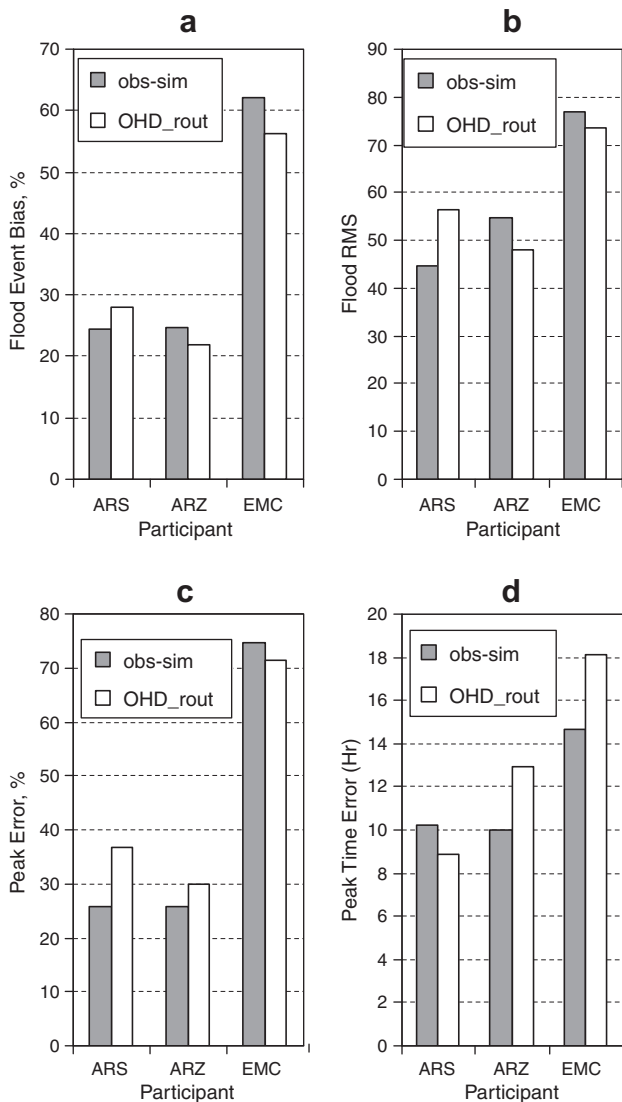 a
Flood Event Bias, %
70
60
50
40
30
20
10
0
obs-sim
OHD_rout
ARS ARZ EMC
Participant
b
Flood RMS
90
80
70
60
50
40
30
20
10
0
obs-sim
OHD_rout
ARS ARZ EMC
Participant
c
Peak Error, %
80
70
60
50
40
30
20
10
0
obs-sim
OHD_rout
ARS ARZ EMC
Participant
d
Peak Time Error (Hr)
20
18
16
14
12
10
8
6
4
2
0
obs-sim
OHD_rout
ARS ARZ EMC
Participant